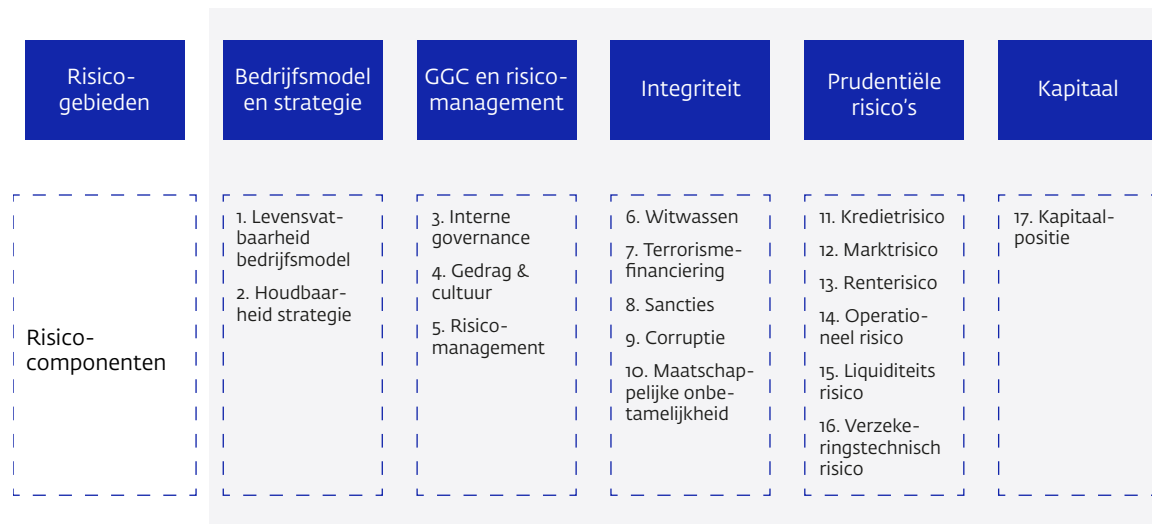 Risico-
gebieden
Bedrijfsmodel
en strategie
GGC en risico-
management
Integriteit
Prudentiële
risico's
Kapitaal
Risico-
componenten
1. Levensvat-
baarheid
bedrijfsmodel
2. Houdbaar-
heid strategie
3. Interne
governance
4. Gedrag &
cultuur
5. Risico-
management
6. Witwassen
7. Terrorisme-
financiering
8. Sancties
9. Corruptie
10. Maatschap-
pelijke onbe-
tamelijkheid
11. Kredietrisico
12. Marktrisico
13. Renterisico
14. Operatio-
neel risico
15. Liquiditeits
risico
16. Verzeke-
ringstechnisch
risico
17. Kapitaal-
positie